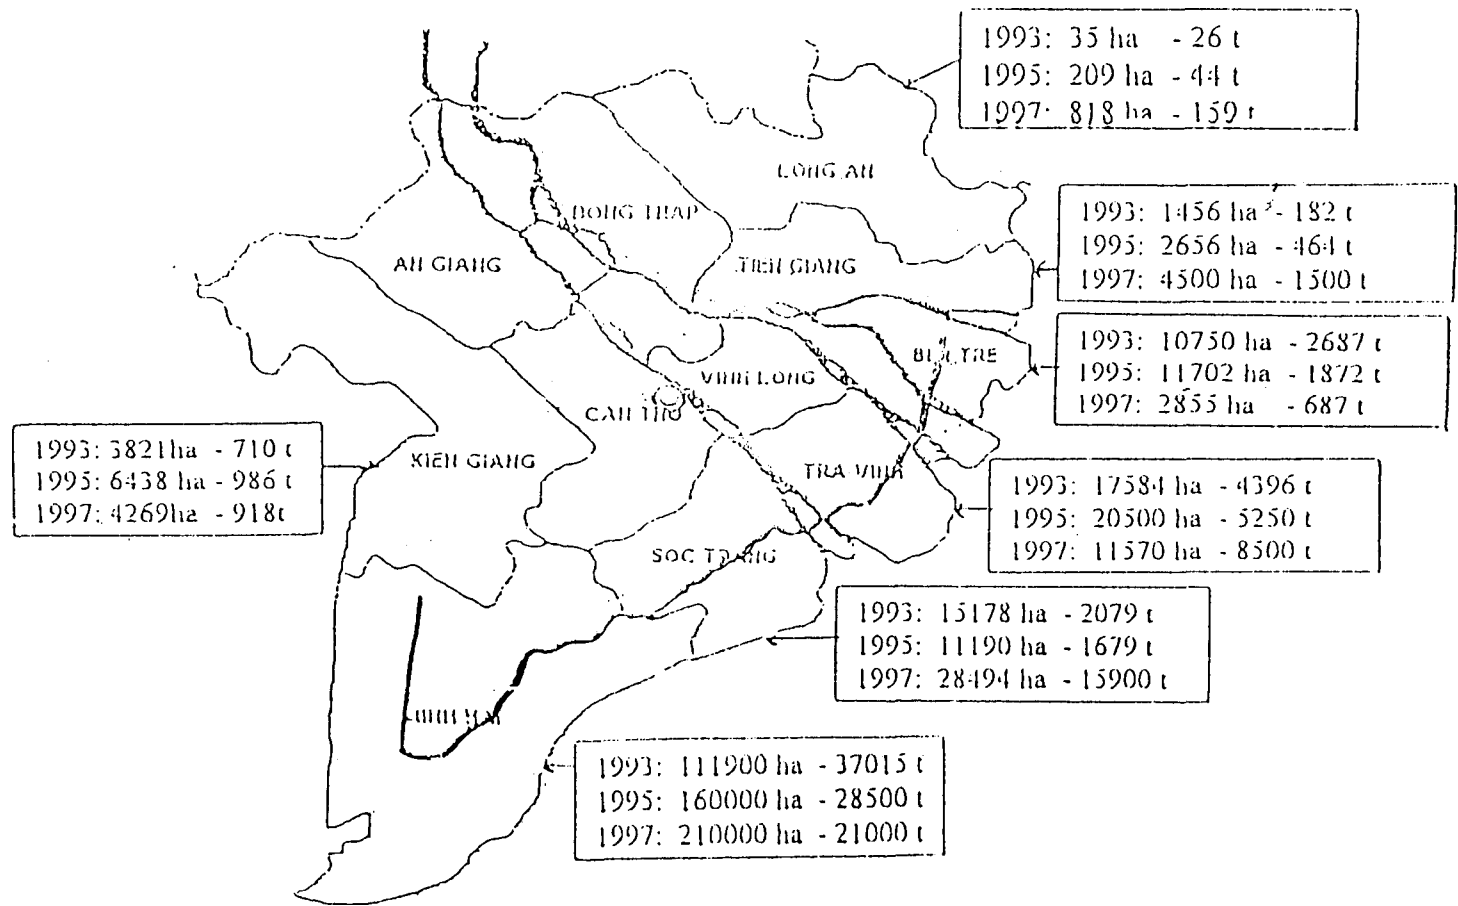 1993: 35 ha - 26 t
1995: 209 ha - 44 t
1997: 818 ha - 159 t
LONG AN
1993: 1456 ha - 182 t
1995: 2656 ha - 464 t
1997: 4500 ha - 1500 t
DONG THAP
AN GIANG
TIEN GIANG
1993: 10750 ha - 2687 t
1995: 11702 ha - 1872 t
1997: 2855 ha - 687 t
BEN TRE
VINH LONG
CAN THO
1993: 3821ha - 710 t
1995: 6438 ha - 986 t
1997: 4269ha - 918t
KIEN GIANG
TRA VINH
1993: 17584 ha - 4396 t
1995: 20500 ha - 5250 t
1997: 11570 ha - 8500 t
SOC TRANG
1993: 15178 ha - 2079 t
1995: 11190 ha - 1679 t
1997: 28494 ha - 15900 t
1993: 111900 ha - 37015 t
1995: 160000 ha - 28500 t
1997: 210000 ha - 21000 t